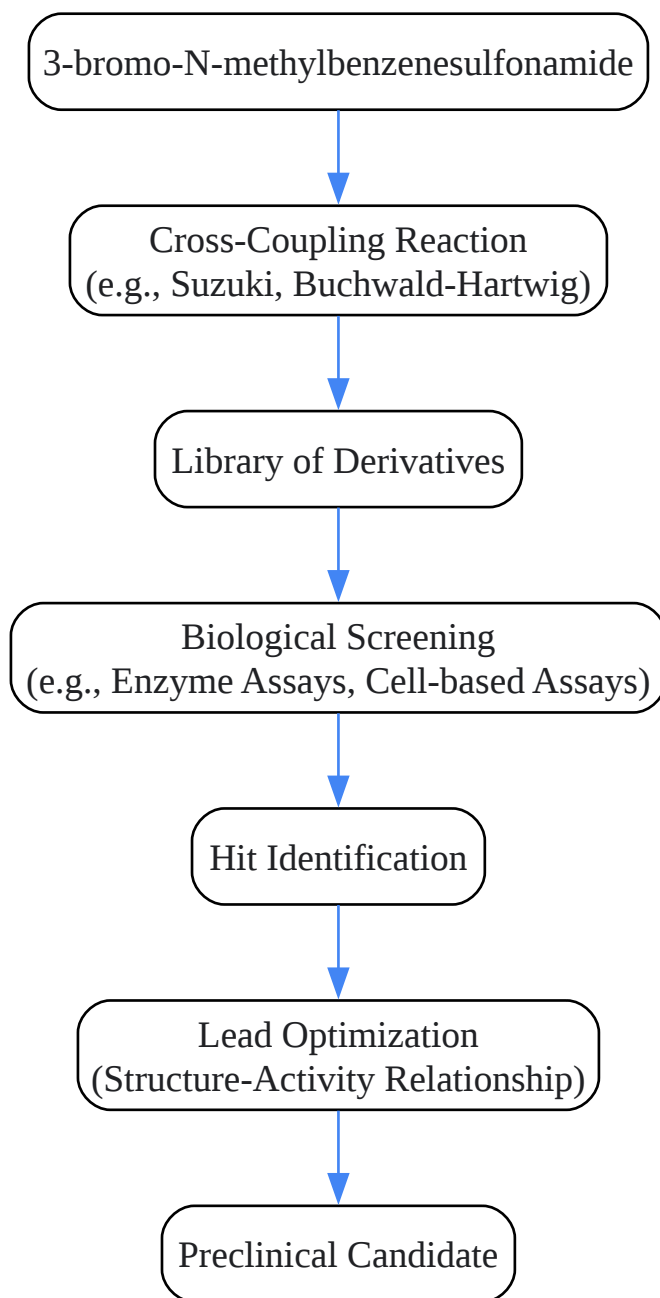 3-bromo-N-methylbenzenesulfonamide
Cross-Coupling Reaction
(e.g., Suzuki, Buchwald-Hartwig)
Library of Derivatives
Biological Screening
(e.g., Enzyme Assays, Cell-based Assays)
Hit Identification
Lead Optimization
(Structure-Activity Relationship)
Preclinical Candidate